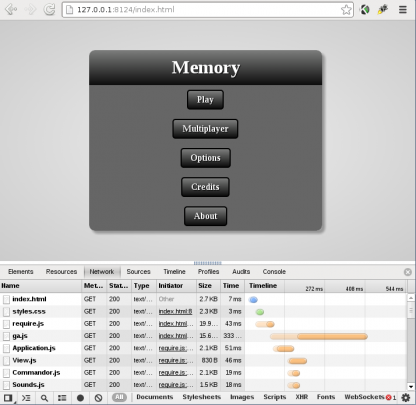 127.0.0.1:8124/index.html
Memory
Play
Multiplayer
Options
Credits
About
Elements Resources Network Sources Timeline Profiles Audits Console
Name Met... Stat... Type Initiator Size Time Timeline
272 ms 408 ms 544 ms
index.html GET 200 text/... Other 2.7 KB 7 ms
styles.css GET 200 text/... index.html:8 2.3 KB 3 ms
require.js GET 200 text/... index.html:... 19.9... 43 ms
ga.js GET 200 text/... index.html:... 15.6... 333 ...
Application.js GET 200 text/... require.js:... 2.1 KB 51 ms
View.js GET 200 text/... require.js:... 830 B 46 ms
Commandor.js GET 200 text/... require.js:... 2.1 KB 19 ms
Sounds.js GET 200 text/... require.js:... 1.5 KB 18 ms
All Documents Stylesheets Images Scripts XHR Fonts WebSockets 1